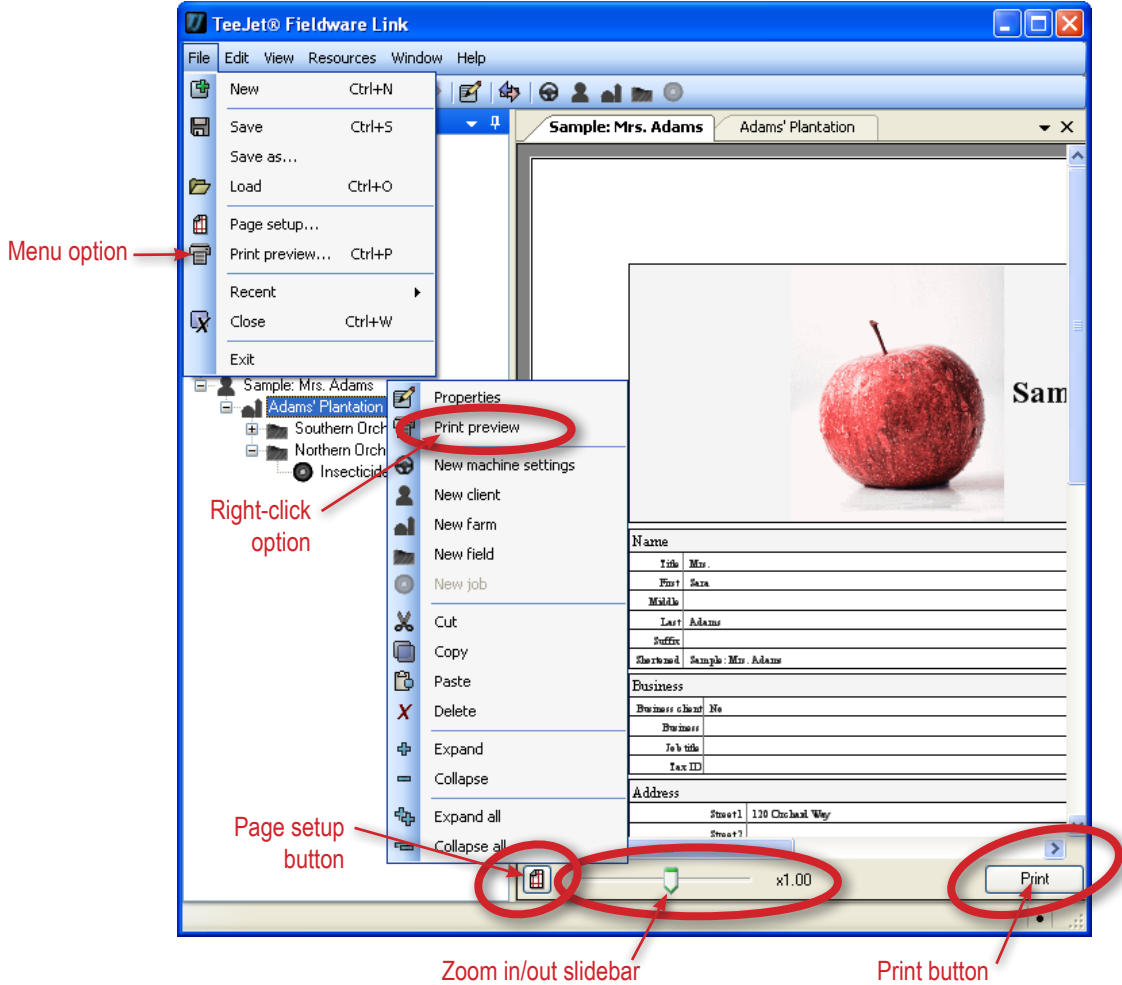 TeeJet® Fieldware Link
File Edit View Resources Window Help
New Ctrl+N
Save Ctrl+S
Save as...
Load Ctrl+O
Page setup...
Print preview... Ctrl+P
Recent
Close Ctrl+W
Exit
Menu option
Sample: Mrs. Adams Adams' Plantation
Sam
Sample: Mrs. Adams
Adams' Plantation
Southern Orch
Northern Orch
Insecticide
Properties
Print preview
New machine settings
New client
New farm
New field
New job
Cut
Copy
Paste
Delete
Expand
Collapse
Expand all
Collapse all
Right-click
option
Name
Title Mrs.
First Sara
Middle
Last Adams
Suffix
Shortened Sample: Mrs. Adams
Business
Business client No
Business
Job title
Tax ID
Address
Street1 120 Orchard Way
Street2
Page setup
button
x1.00
Print
Zoom in/out slidebar
Print button